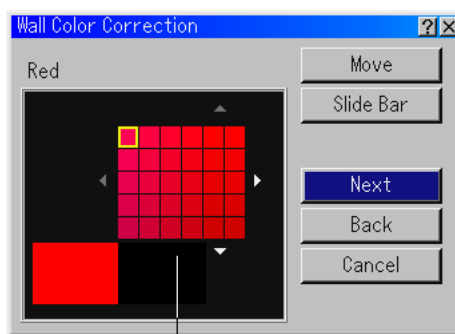 Wall Color Correction
? ×
Red
Move
Slide Bar
Next
Back
Cancel